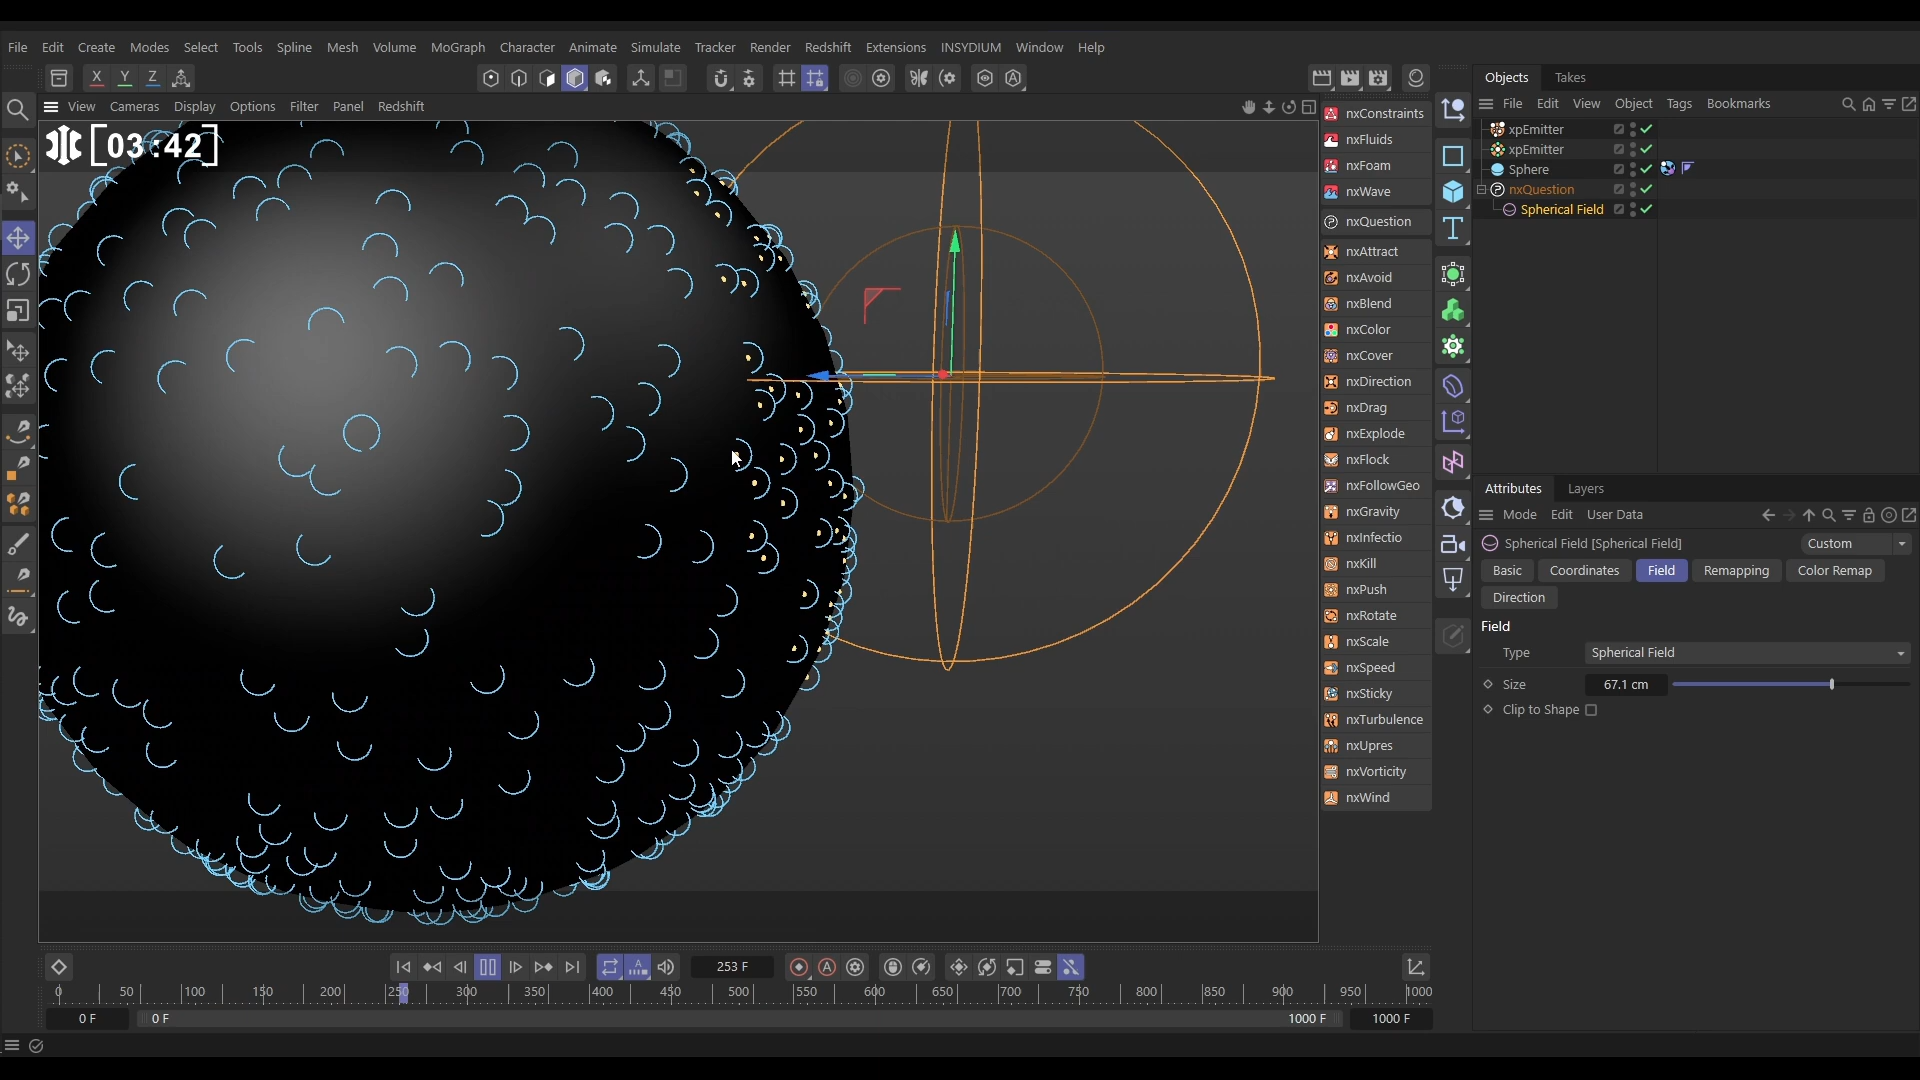 File Edit Create Modes Select Tools Spline Mesh Volume MoGraph Character Animate Simulate Tracker Render Redshift Extensions INSYDIUM Window Help
X Y Z
View Cameras Display Options Filter Panel Redshift
[03:42]
nxConstraints
nxFluids
nxFoam
nxWave
nxQuestion
nxAttract
nxAvoid
nxBlend
nxColor
nxCover
nxDirection
nxDrag
nxExplode
nxFlock
nxFollowGeo
nxGravity
nxInfectio
nxKill
nxPush
nxRotate
nxScale
nxSpeed
nxSticky
nxTurbulence
nxUpres
nxVorticity
nxWind
Objects Takes
File Edit View Object Tags Bookmarks
xpEmitter
xpEmitter
Sphere
nxQuestion
Spherical Field
Attributes Layers
Mode Edit User Data
Spherical Field [Spherical Field] Custom
Basic Coordinates Field Remapping Color Remap
Direction
Field
Type Spherical Field
Size 67.1 cm
Clip to Shape
253 F
0 50 100 150 200 250 300 350 400 450 500 550 600 650 700 750 800 850 900 950 1000
0 F 0 F 1000 F 1000 F